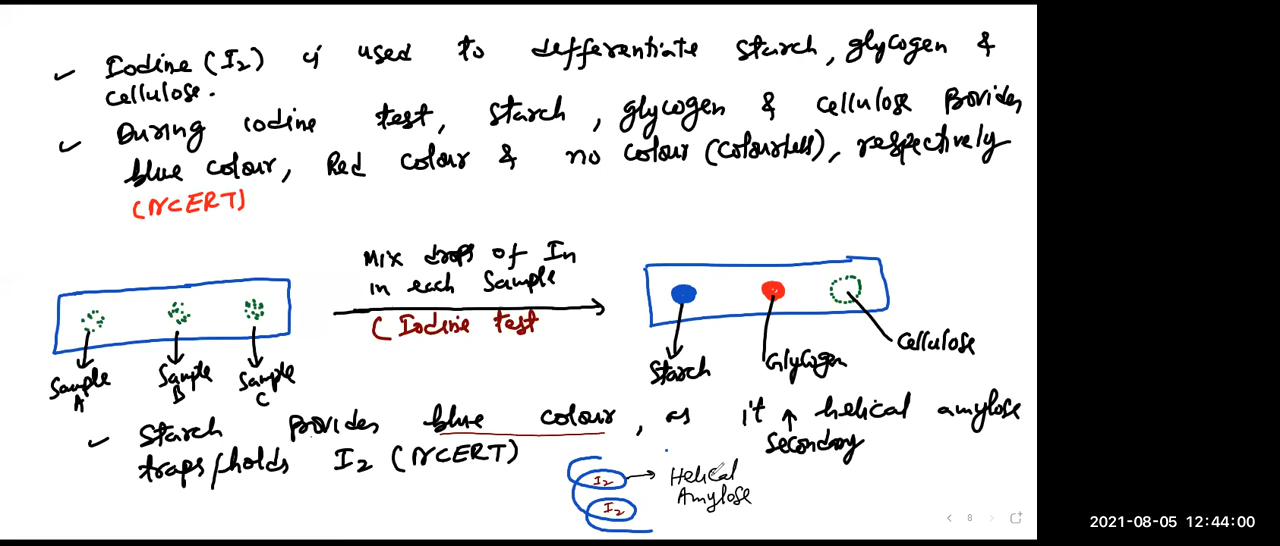 Iodine (I2) is used to defferentiate starch, glycogen &
cellulose.
During iodine test, starch, glycogen & cellulose provides
blue colour, Red colour & no colour (colourless), respectively
(NCERT)
Mix drops of In
in each sample
(Iodine test
Sample A
Sample B
Sample C
Starch
Glycogen
Cellulose
Starch provides blue colour, as it ↑ helical amylose
secondary
traps/holds I2 (NCERT)
I2
I2
Helical
Amylose
8
2021-08-05 12:44:00